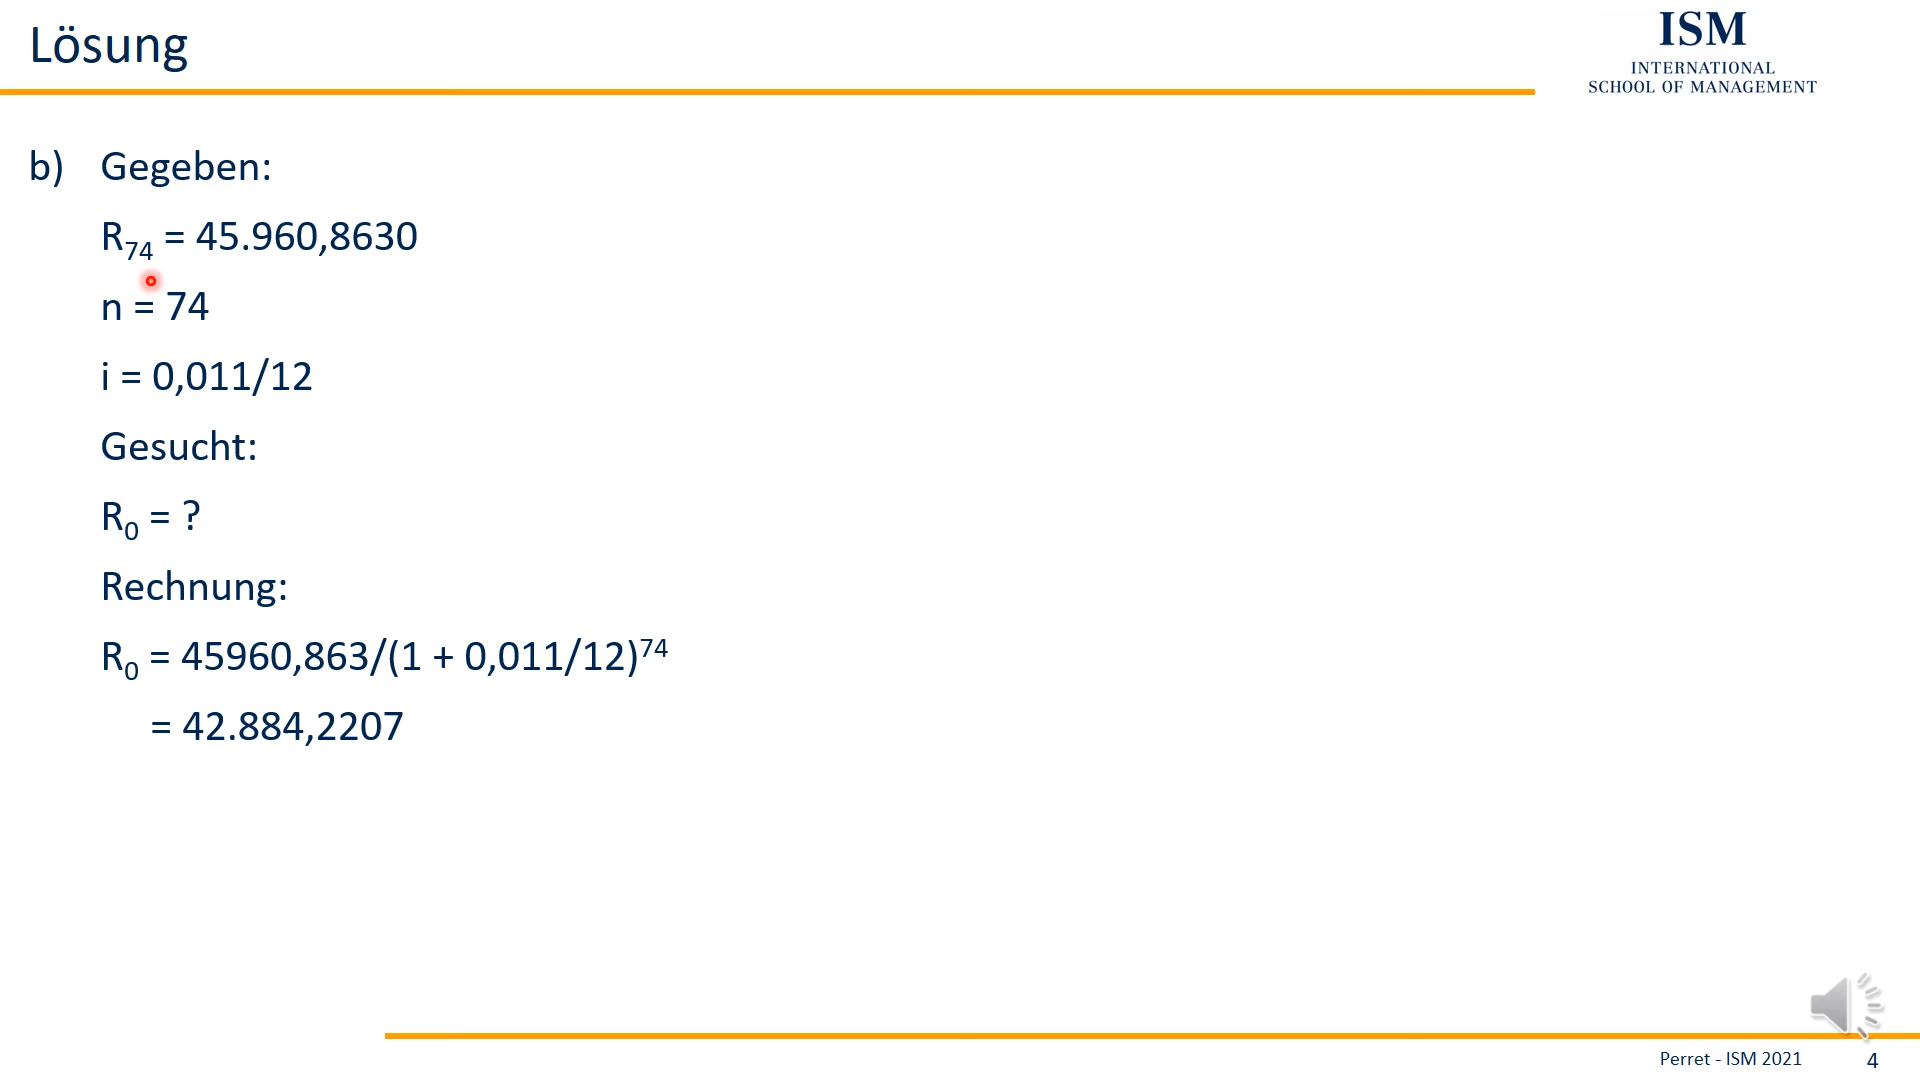 Lösung
ISM
INTERNATIONAL
SCHOOL OF MANAGEMENT
b) Gegeben:
R₇₄ = 45.960,8630
n = 74
i = 0,011/12
Gesucht:
R₀ = ?
Rechnung:
R₀ = 45960,863/(1 + 0,011/12)⁷⁴
= 42.884,2207
Perret - ISM 2021
4